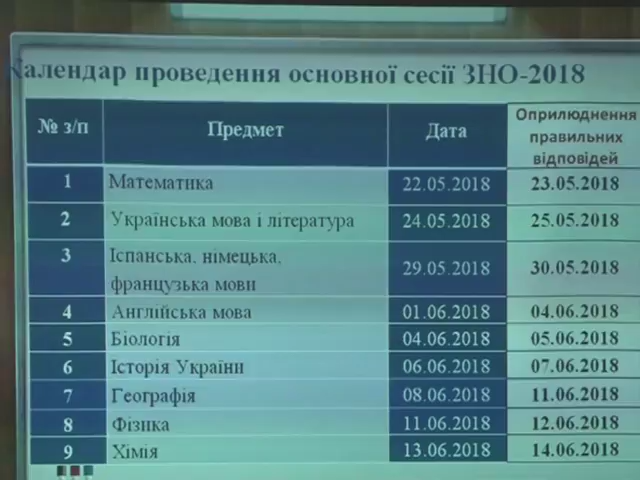 Календар проведення основної сесії ЗНО-2018
№ з/п Предмет Дата Оприлюднення правильних відповідей
1 Математика 22.05.2018 23.05.2018
2 Українська мова і література 24.05.2018 25.05.2018
3 Іспанська, німецька, французька мови 29.05.2018 30.05.2018
4 Англійська мова 01.06.2018 04.06.2018
5 Біологія 04.06.2018 05.06.2018
6 Історія України 06.06.2018 07.06.2018
7 Географія 08.06.2018 11.06.2018
8 Фізика 11.06.2018 12.06.2018
9 Хімія 13.06.2018 14.06.2018